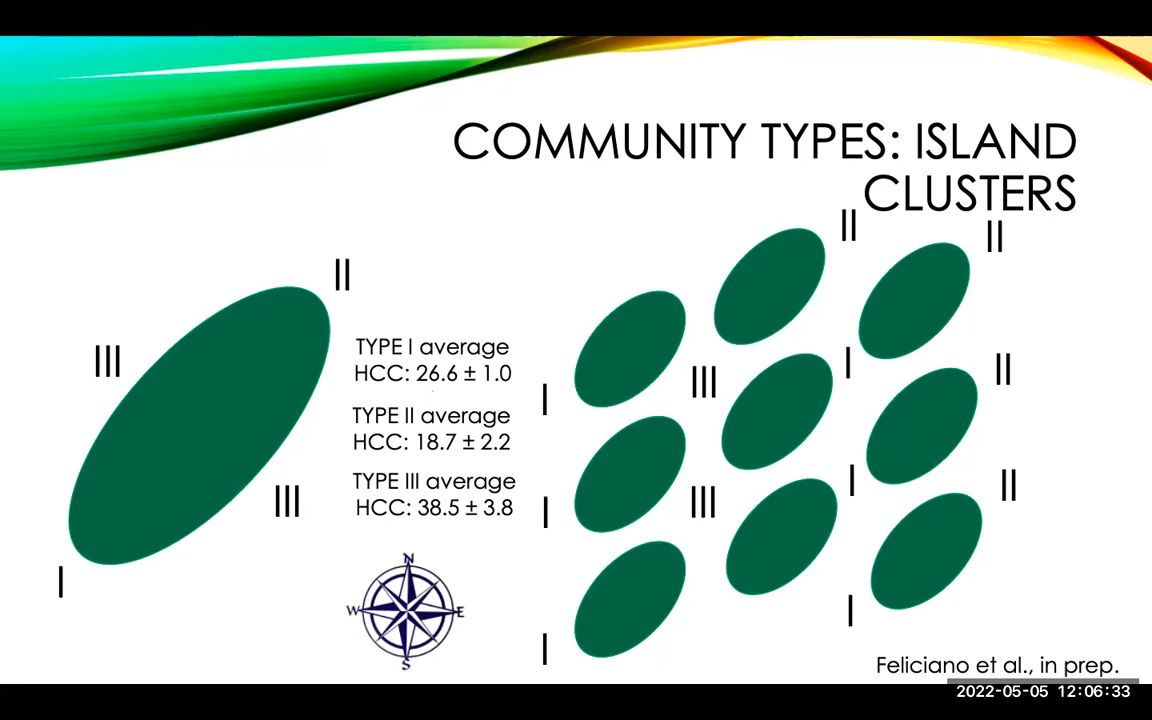 COMMUNITY TYPES: ISLAND
CLUSTERS
II
II
II
III
TYPE I average
HCC: 26.6 ± 1.0
TYPE II average
HCC: 18.7 ± 2.2
TYPE III average
HCC: 38.5 ± 3.8
III
I
N
W
E
S
I
III
I
II
I
III
I
II
I
I
Feliciano et al., in prep.
2022-05-05 12:06:33